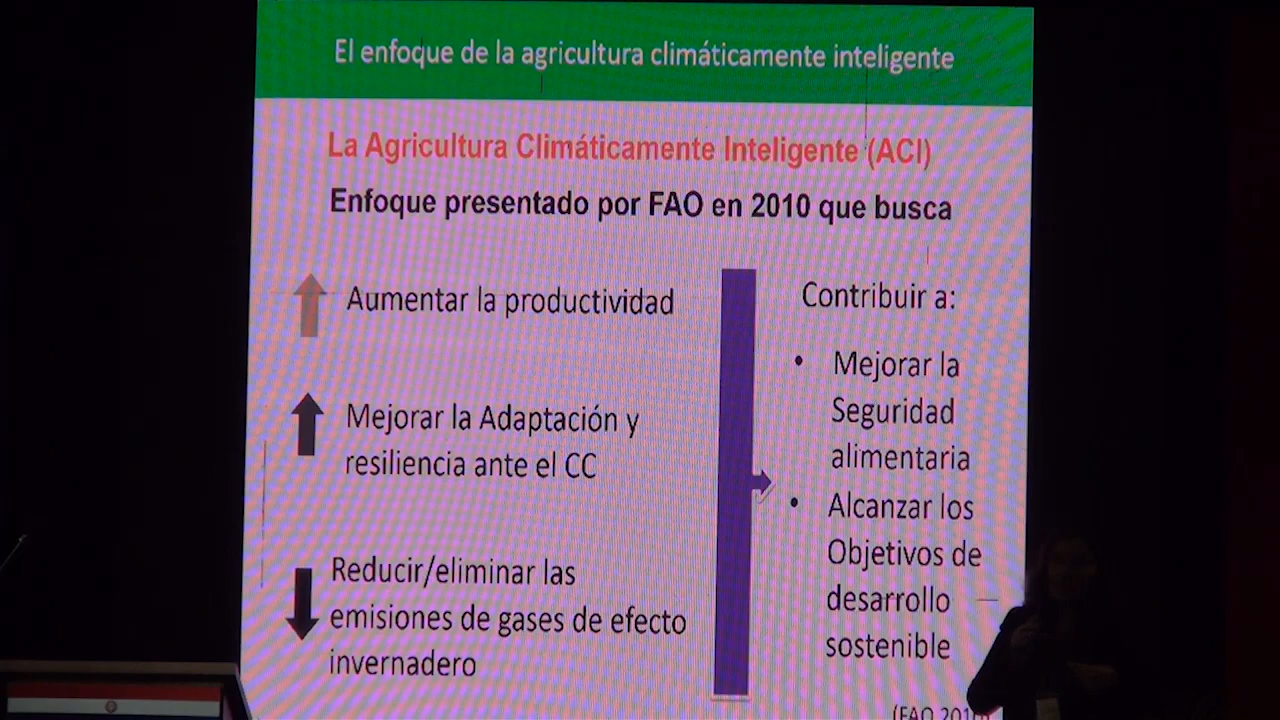 El enfoque de la agricultura climáticamente inteligente
La Agricultura Climáticamente Inteligente (ACI)
Enfoque presentado por FAO en 2010 que busca
Aumentar la productividad
Mejorar la Adaptación y
resiliencia ante el CC
Reducir/eliminar las
emisiones de gases de efecto
invernadero
Contribuir a:
• Mejorar la
Seguridad
alimentaria
• Alcanzar los
Objetivos de
desarrollo
sostenible
(FAO